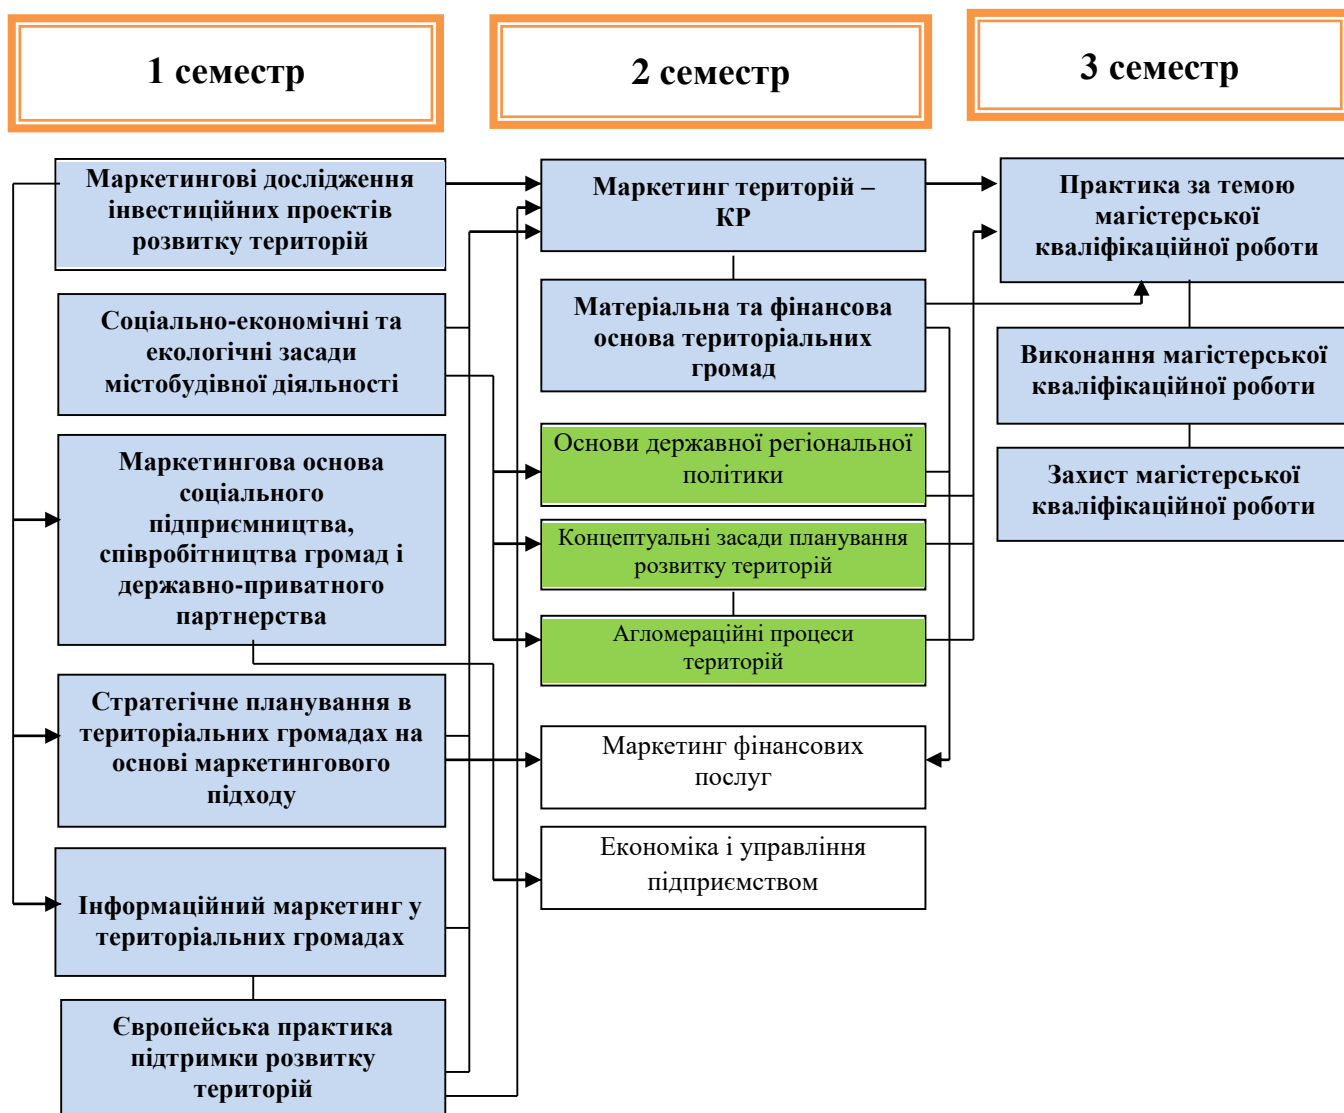 1 семестр
2 семестр
3 семестр
Маркетингові дослідження
інвестиційних проектів
розвитку територій
Соціально-економічні та
екологічні засади
містобудівної діяльності
Маркетингова основа
соціального
підприємництва,
співробітництва громад і
державно-приватного
партнерства
Стратегічне планування в
територіальних громадах на
основі маркетингового
підходу
Інформаційний маркетинг у
територіальних громадах
Європейська практика
підтримки розвитку
територій
Маркетинг територій –
КР
Матеріальна та фінансова
основа територіальних
громад
Основи державної регіональної
політики
Концептуальні засади планування
розвитку територій
Агломераційні процеси
територій
Маркетинг фінансових
послуг
Економіка і управління
підприємством
Практика за темою
магістерської
кваліфікаційної роботи
Виконання магістерської
кваліфікаційної роботи
Захист магістерської
кваліфікаційної роботи